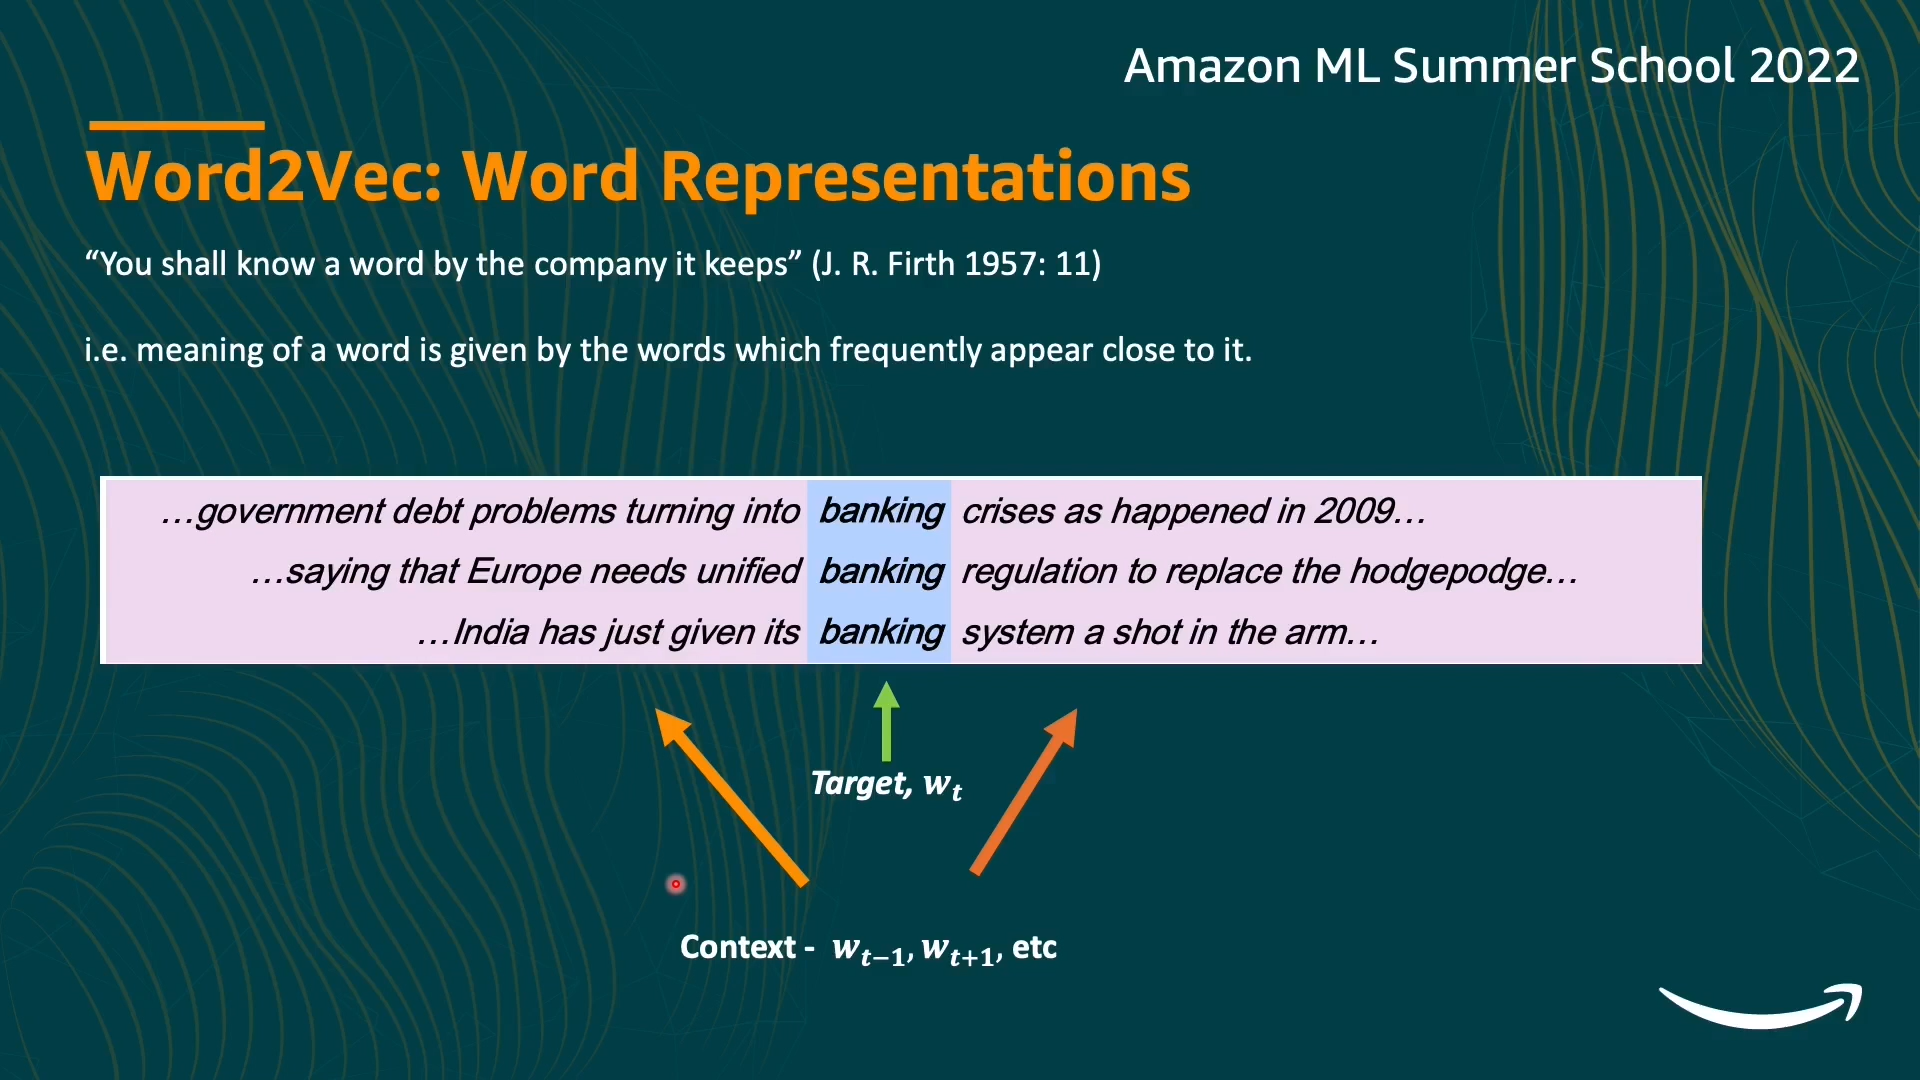 Amazon ML Summer School 2022
Word2Vec: Word Representations
“You shall know a word by the company it keeps” (J. R. Firth 1957: 11)
i.e. meaning of a word is given by the words which frequently appear close to it.
…government debt problems turning into banking crises as happened in 2009…
…saying that Europe needs unified banking regulation to replace the hodgepodge…
…India has just given its banking system a shot in the arm…
Target, wₜ
Context - wₜ₋₁, wₜ₊₁, etc